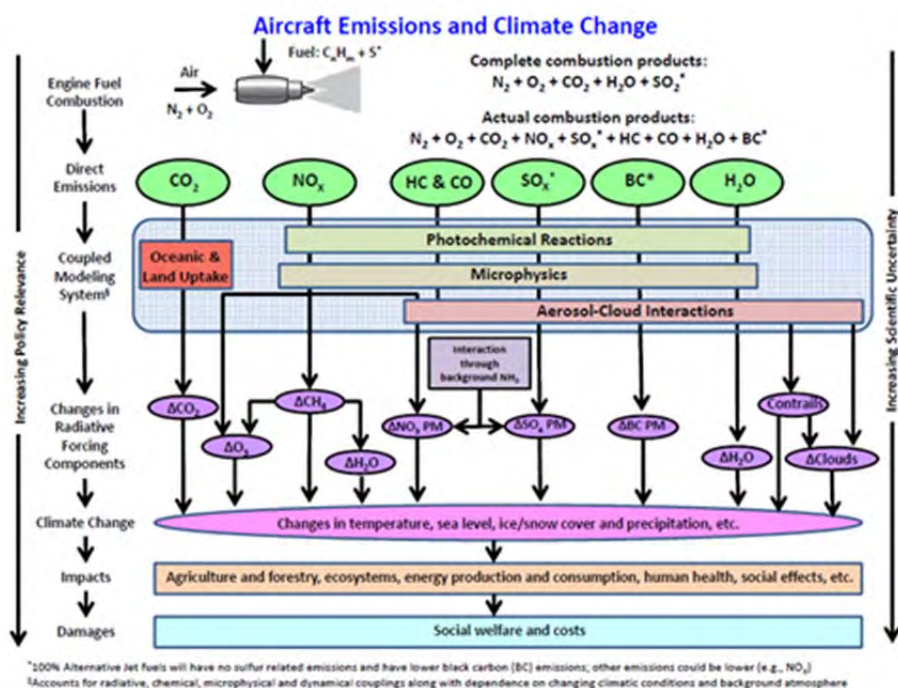 Aircraft Emissions and Climate Change
Fuel: CₙHₘ + S*
Air
N₂ + O₂
Complete combustion products:
N₂ + O₂ + CO₂ + H₂O + SO₂*
Actual combustion products:
N₂ + O₂ + CO₂ + NOₓ + SOₓ* + HC + CO + H₂O + BC*
Engine Fuel
Combustion
Direct
Emissions
CO₂
NOₓ
HC & CO
SOₓ*
BC*
H₂O
Coupled
Modeling
System§
Oceanic &
Land Uptake
Photochemical Reactions
Microphysics
Aerosol-Cloud Interactions
Interaction
through
background NH₃
Changes in
Radiative
Forcing
Components
ΔCO₂
ΔCH₄
ΔO₃
ΔH₂O
ΔNO₃ PM
ΔSO₄ PM
ΔBC PM
ΔH₂O
Contrails
ΔClouds
Climate Change
Changes in temperature, sea level, ice/snow cover and precipitation, etc.
Impacts
Agriculture and forestry, ecosystems, energy production and consumption, human health, social effects, etc.
Damages
Social welfare and costs
Increasing Policy Relevance
Increasing Scientific Uncertainty
*100% Alternative Jet fuels will have no sulfur related emissions and have lower black carbon (BC) emissions; other emissions could be lower (e.g., NOₓ)
§Accounts for radiative, chemical, microphysical and dynamical couplings along with dependence on changing climatic conditions and background atmosphere